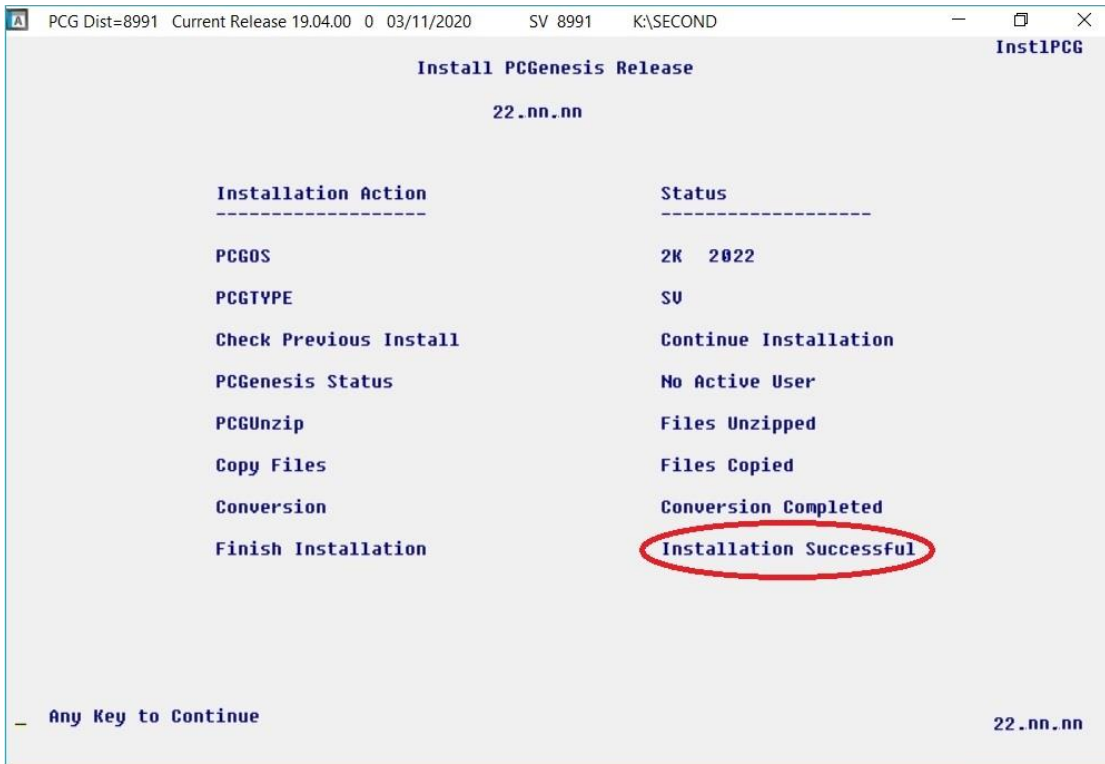 PCG Dist=8991 Current Release 19.04.00 0 03/11/2020 SV 8991 K:\SECOND
InstlPCG
Install PCGenesis Release
22.nn.nn
Installation Action Status
------------------- -------------------
PCGOS 2K 2022
PCGTYPE SV
Check Previous Install Continue Installation
PCGenesis Status No Active User
PCGUnzip Files Unzipped
Copy Files Files Copied
Conversion Conversion Completed
Finish Installation Installation Successful
_ Any Key to Continue
22.nn.nn